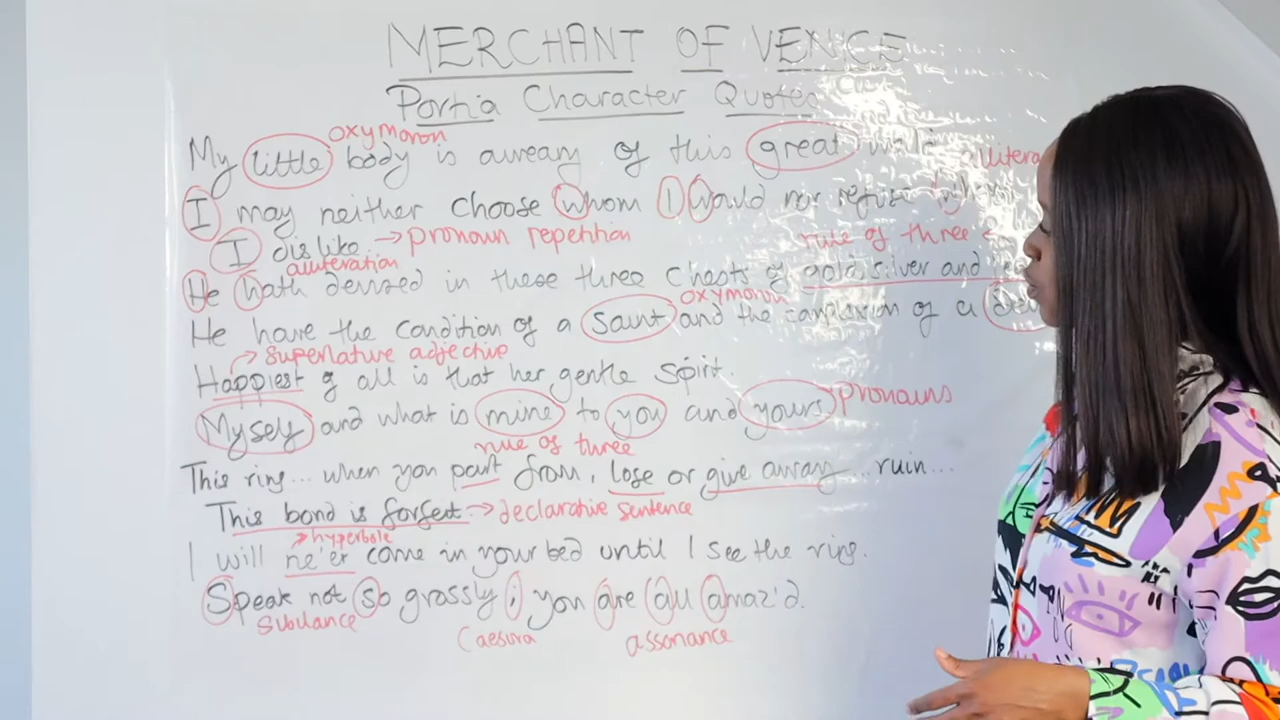 MERCHANT OF VENICE
Portia Character Quotes
oxymoron
My little body is aweary of this great
I may neither choose whom I would nor refuse
I dislike. → pronoun repetition
rule of three
alliteration
He hath devised in these three chests of gold, silver and
oxymoron
He have the condition of a saint and the complexion of a
→ superlative adjective
Happiest of all is that her gentle spirit.
Myself and what is mine to you and yours pronouns
rule of three
This ring... when you part from, lose or give away... ruin...
This bond is forfeit. → declarative sentence
→ hyperbole
I will ne'er come in your bed until I see the ring.
Speak not so grossly; you are all amaz'd.
Sibilance Caesura assonance